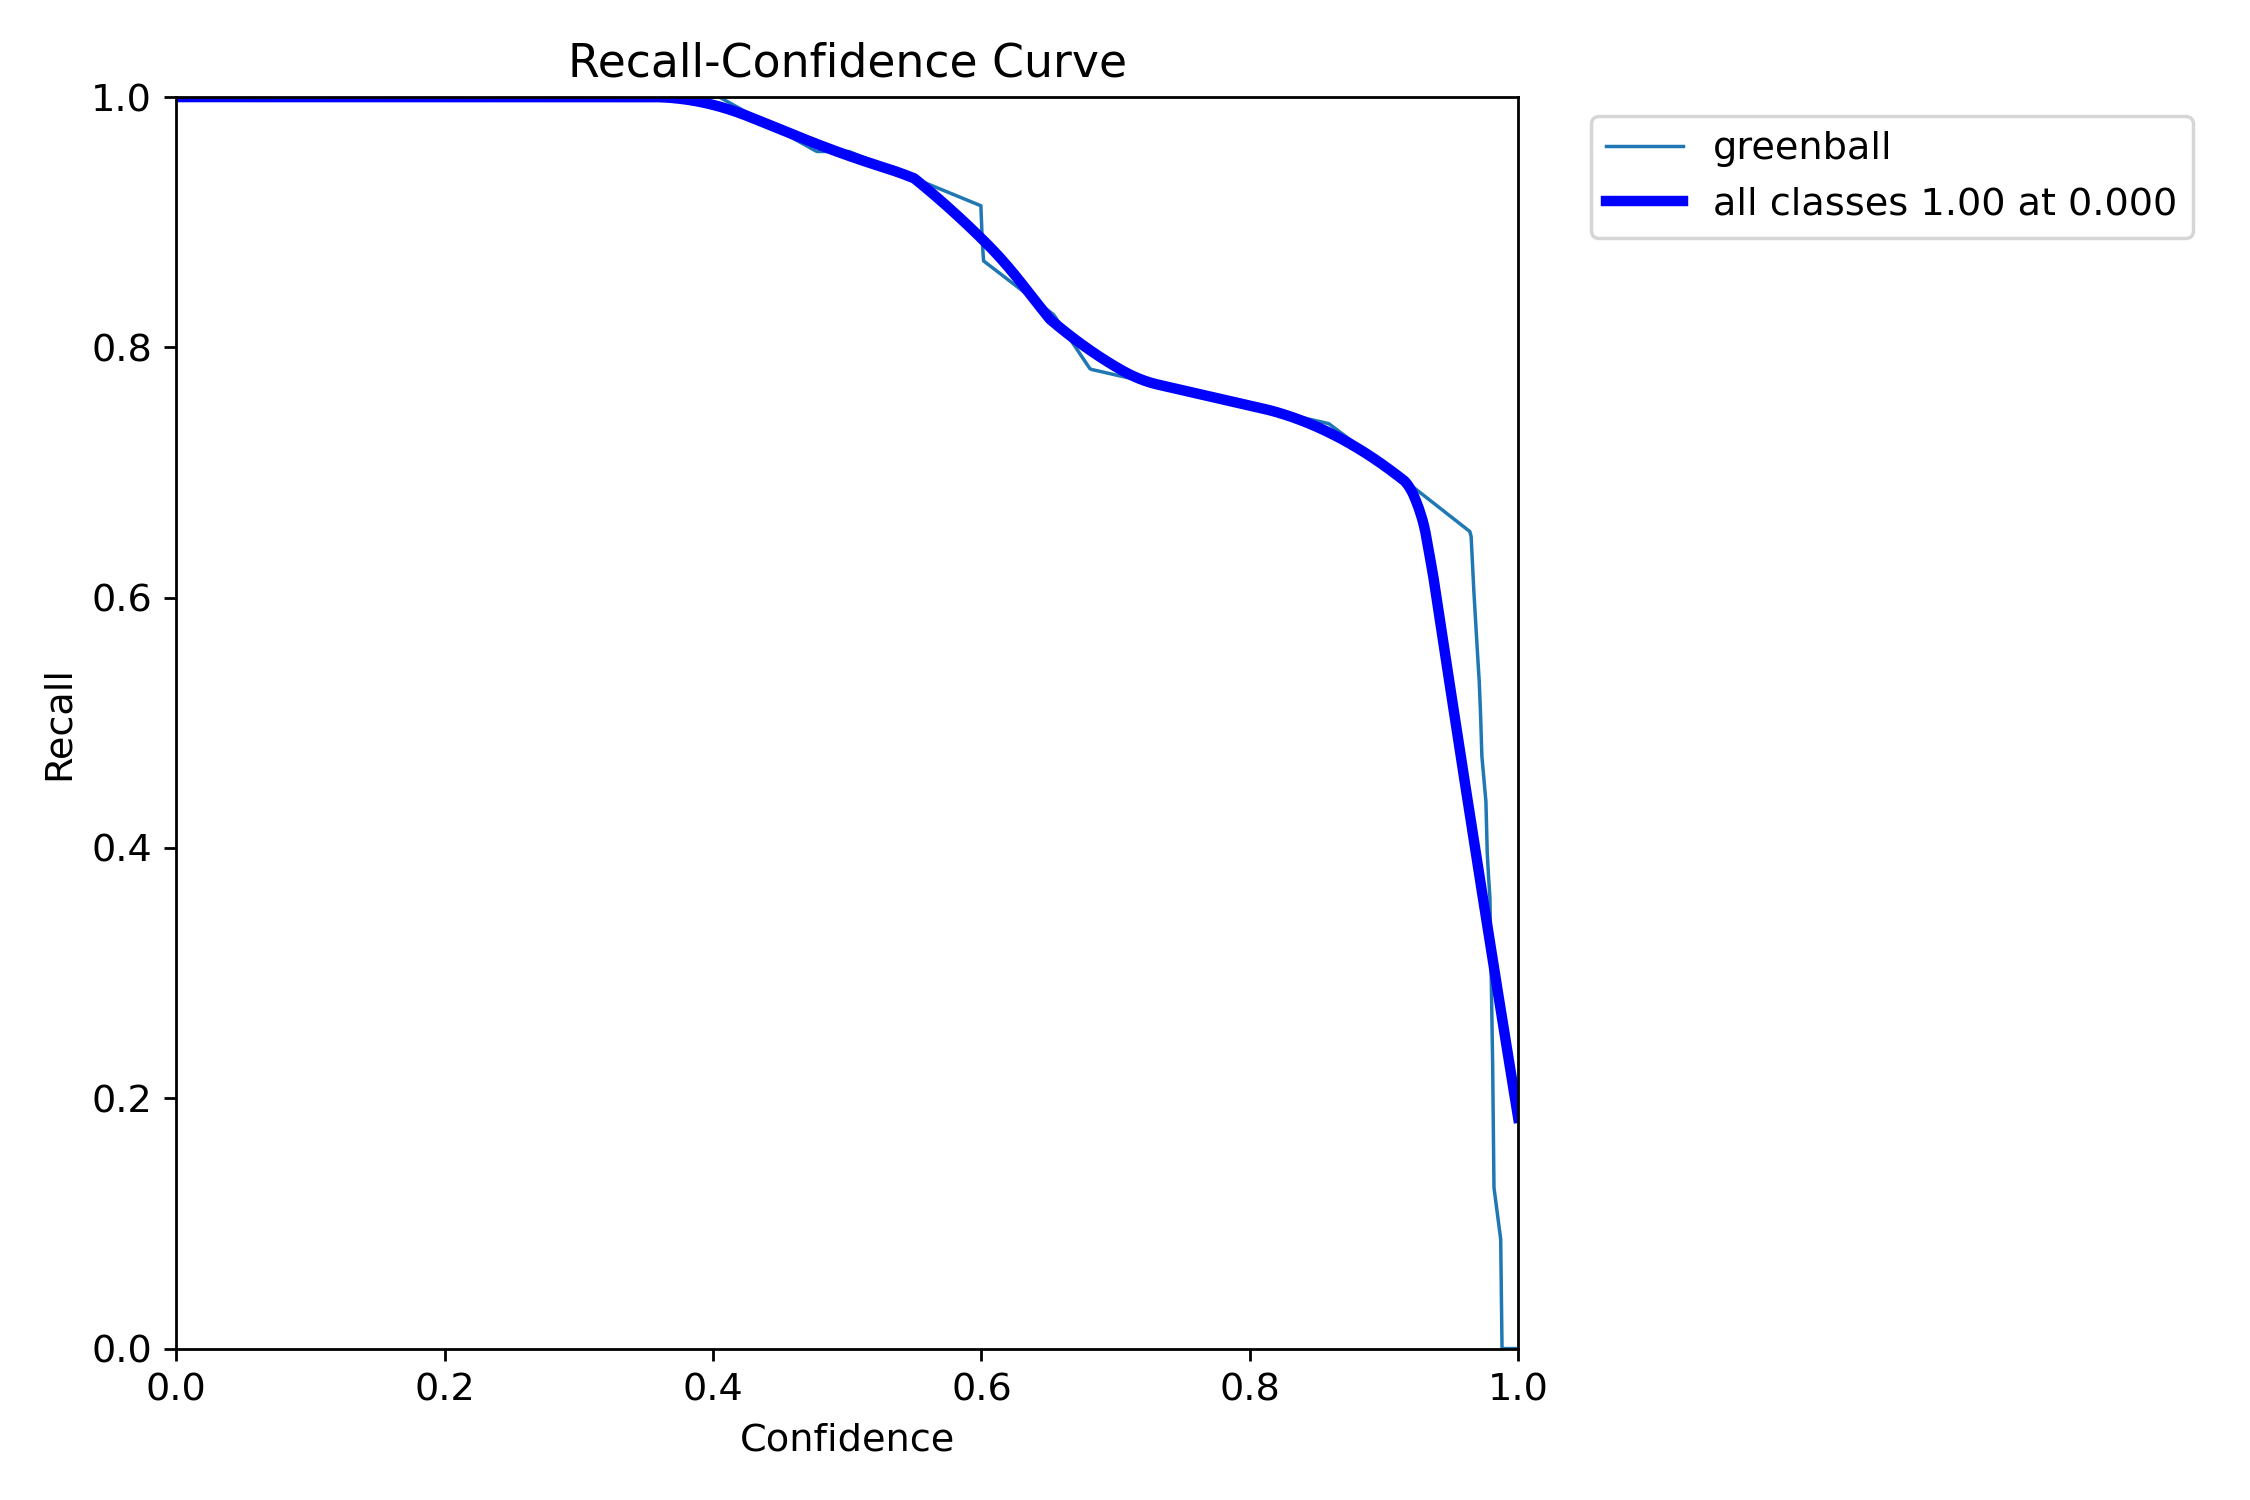 Recall-Confidence Curve
greenball
all classes 1.00 at 0.000
1.0
0.8
0.6
0.4
0.2
0.0
Recall
0.0 0.2 0.4 0.6 0.8 1.0
Confidence